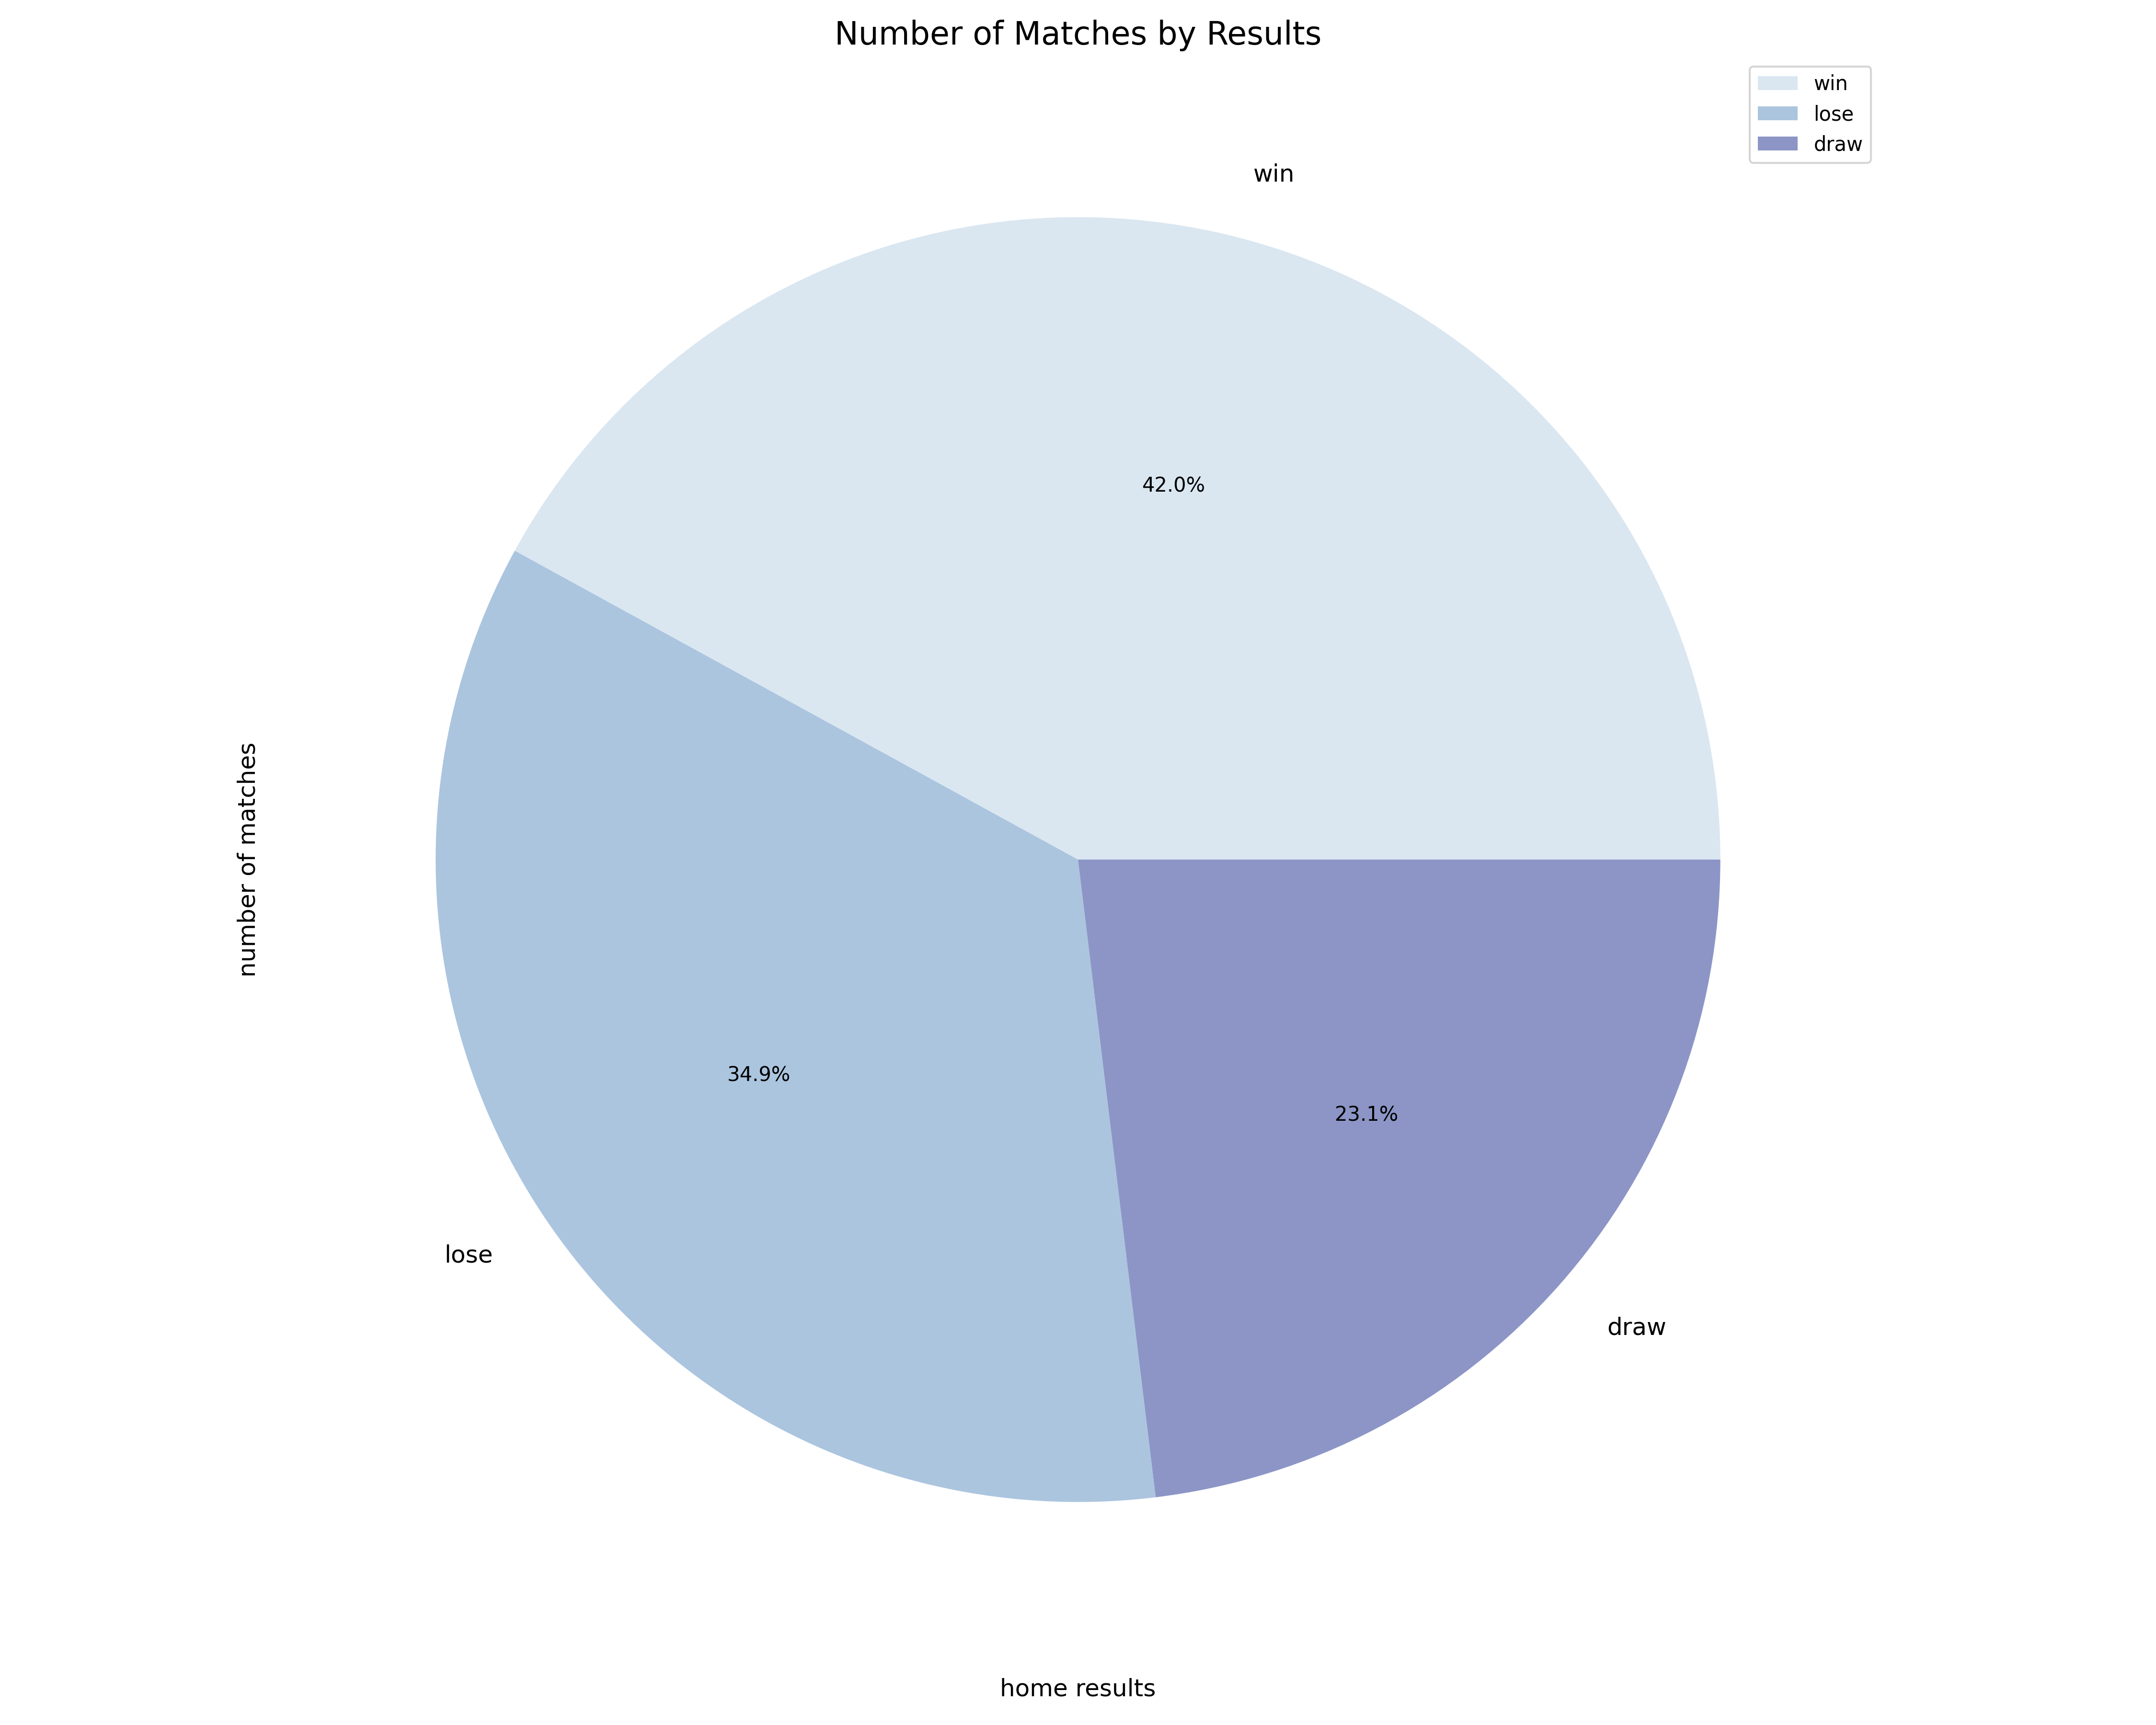 Number of Matches by Results
win
lose
draw
win
42.0%
number of matches
34.9%
23.1%
lose
draw
home results